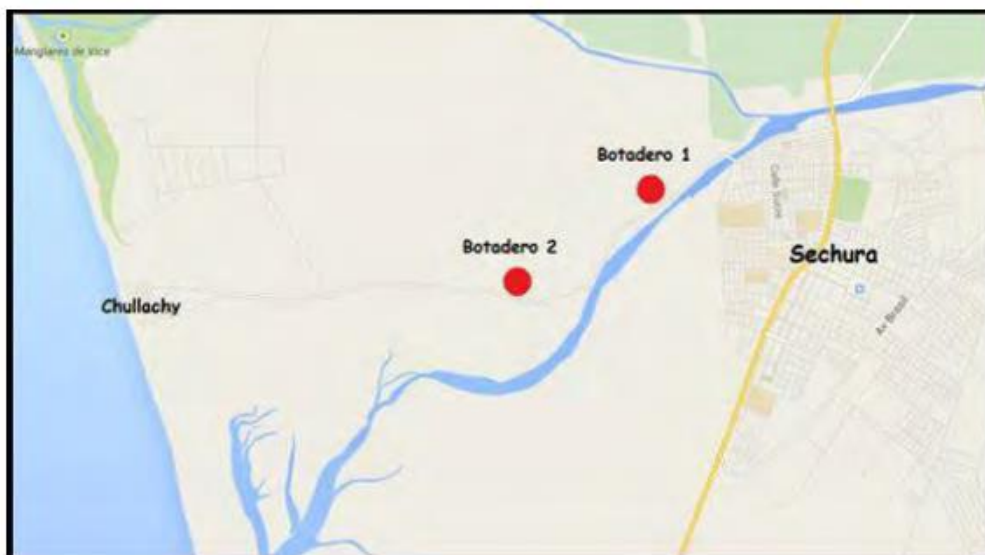 Manglares de Vice
Botadero 1
Calle Sucre
Botadero 2
Sechura
Chullachy
Av Brasil